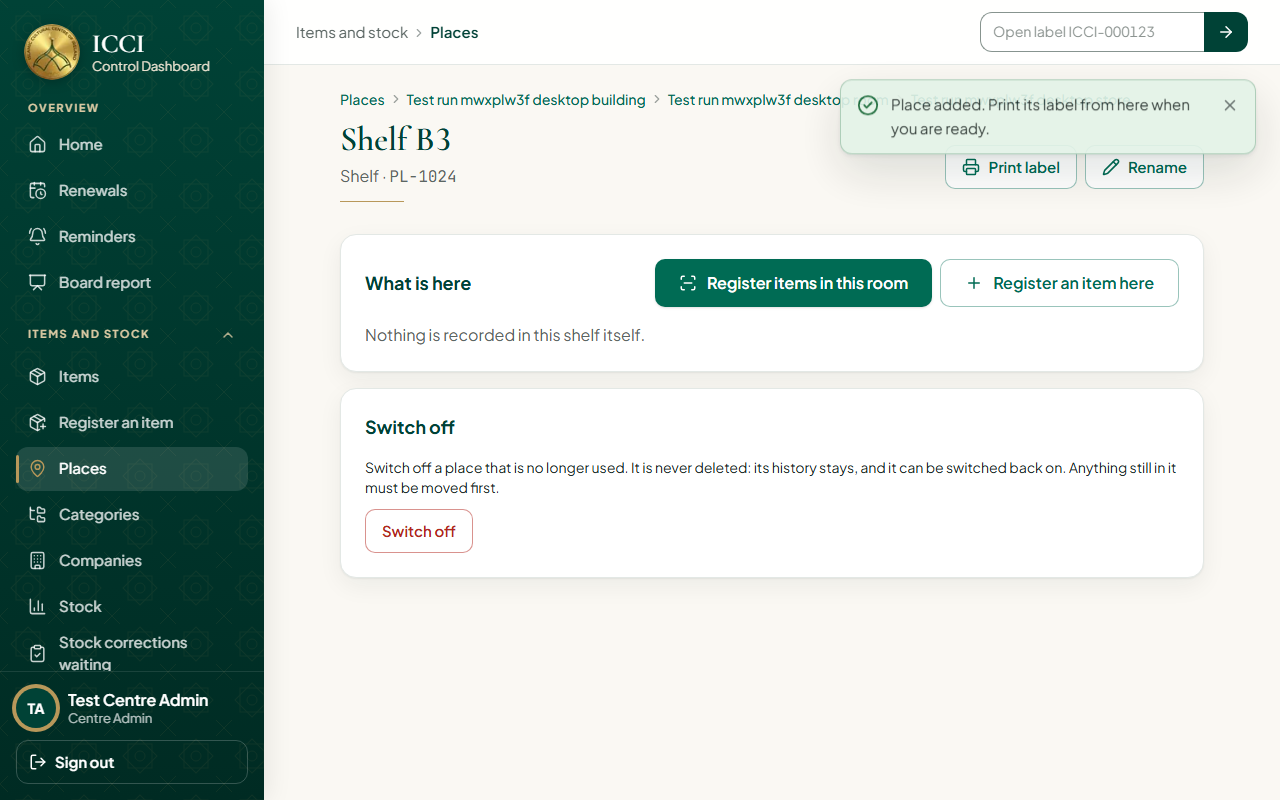 ICCI
Control Dashboard
OVERVIEW
Home
Renewals
Reminders
Board report
ITEMS AND STOCK
Items
Register an item
Places
Categories
Companies
Stock
Stock corrections
waiting
TA
Test Centre Admin
Centre Admin
Sign out
Items and stock > Places
Open label ICCI-000123
Place added. Print its label from here when
you are ready.
Places > Test run mwxplw3f desktop building > Test run mwxplw3f desktop
Shelf B3
Shelf · PL-1024
Print label
Rename
What is here
Register items in this room
Register an item here
Nothing is recorded in this shelf itself.
Switch off
Switch off a place that is no longer used. It is never deleted: its history stays, and it can be switched back on. Anything still in it
must be moved first.
Switch off